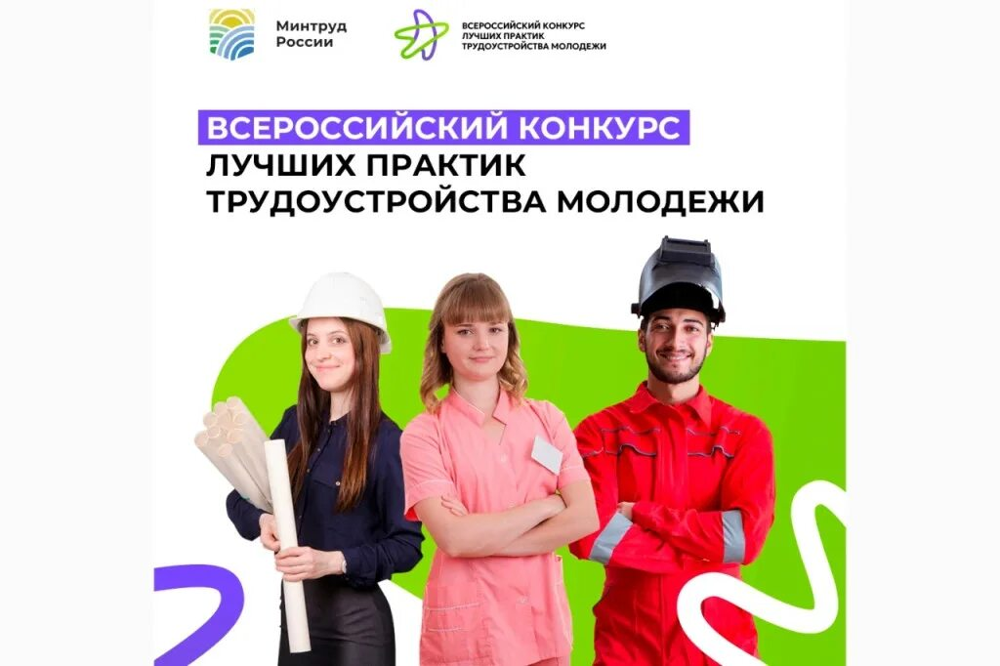 Минтруд
России
ВСЕРОССИЙСКИЙ КОНКУРС
ЛУЧШИХ ПРАКТИК
ТРУДОУСТРОЙСТВА МОЛОДЕЖИ
ВСЕРОССИЙСКИЙ КОНКУРС
ЛУЧШИХ ПРАКТИК
ТРУДОУСТРОЙСТВА МОЛОДЕЖИ